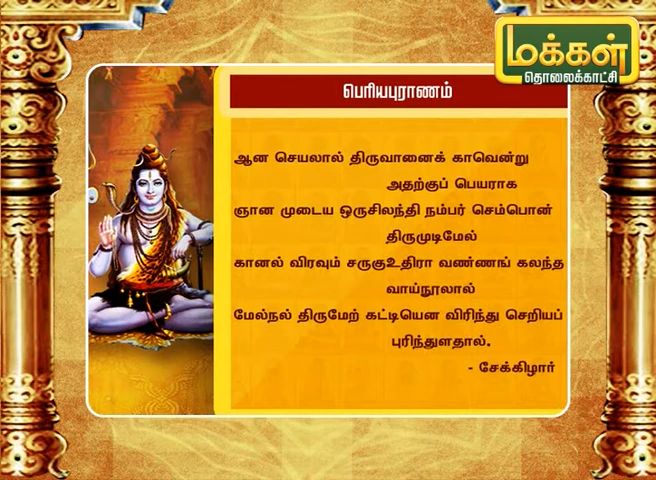 மக்கள்
தொலைக்காட்சி
பெரியபுராணம்
ஆன செயலால் திருவானைக் காவென்று
அதற்குப் பெயராக
ஞான முடைய ஒருசிலந்தி நம்பர் செம்பொன்
திருமுடிமேல்
கானல் விரவும் சருகுஉதிரா வண்ணங் கலந்த
வாய்நூலால்
மேல்நல் திருமேற் கட்டியென விரிந்து செறியப்
புரிந்துளதால்.
- சேக்கிழார்